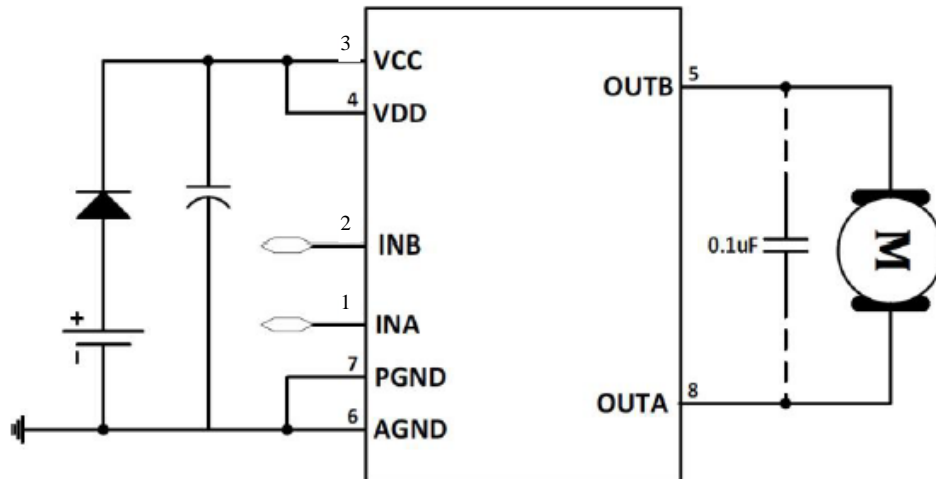 3
VCC
4
VDD
2
INB
1
INA
7
PGND
6
AGND
+
–
OUTB
5
OUTA
8
0.1uF
M